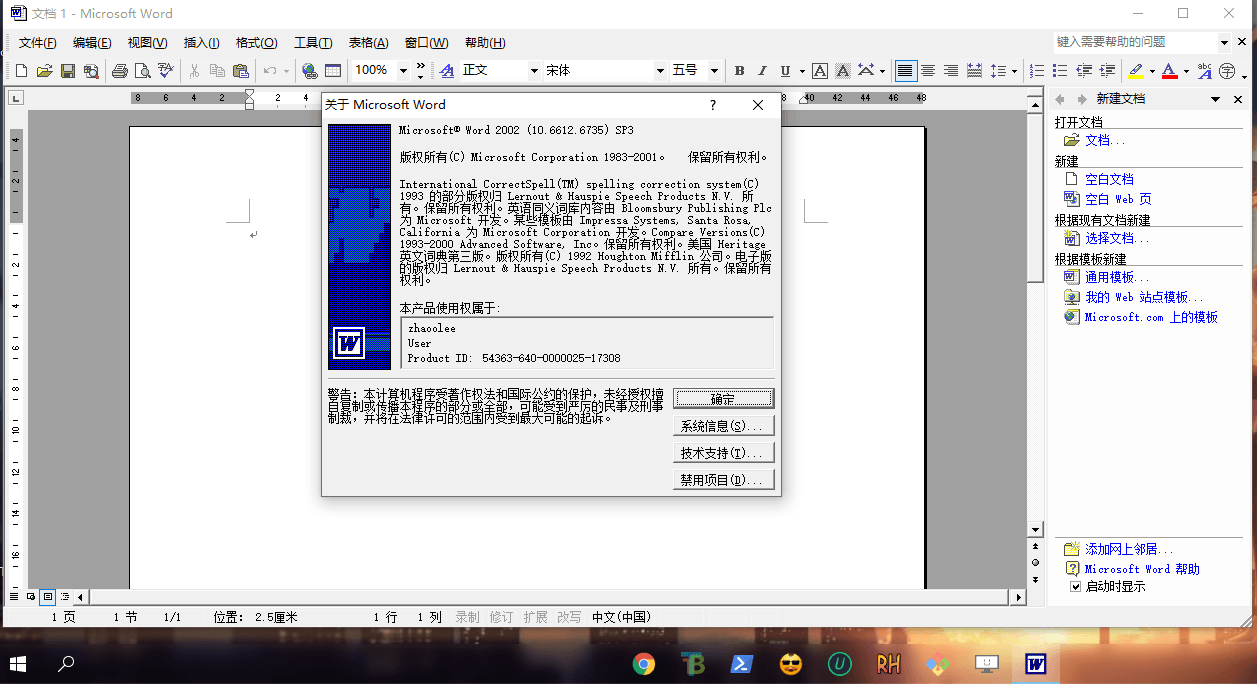 文档 1 - Microsoft Word
文件(F) 编辑(E) 视图(V) 插入(I) 格式(O) 工具(T) 表格(A) 窗口(W) 帮助(H) 键入需要帮助的问题
100% 正文 宋体 五号 B I U A A A abc 字
8 6 4 2 2 4 8 40 42 44 46 48
新建文档
打开文档
文档...
新建
空白文档
空白 Web 页
根据现有文档新建
选择文档...
根据模板新建
通用模板...
我的 Web 站点模板...
Microsoft.com 上的模板
添加网上邻居...
Microsoft Word 帮助
启动时显示
关于 Microsoft Word ?
Microsoft® Word 2002 (10.6612.6735) SP3
版权所有(C) Microsoft Corporation 1983-2001。 保留所有权利。
International CorrectSpell(TM) spelling correction system(C)
1993 的部分版权归 Lernout & Hauspie Speech Products N.V. 所
有。保留所有权利。英语同义词库内容由 Bloomsbury Publishing Plc
为 Microsoft 开发。某些模板由 Impressa Systems, Santa Rosa,
California 为 Microsoft Corporation 开发。Compare Versions(C)
1993-2000 Advanced Software, Inc。保留所有权利。美国 Heritage
英文词典第三版。版权所有(C) 1992 Houghton Mifflin 公司。电子版
的版权归 Lernout & Hauspie Speech Products N.V. 所有。保留所有
权利。
本产品使用权属于:
zhaoolee
User
Product ID: 54363-640-0000025-17308
警告: 本计算机程序受著作权法和国际公约的保护, 未经授权擅
自复制或传播本程序的部分或全部, 可能受到严厉的民事及刑事
制裁, 并将在法律许可的范围内受到最大可能的起诉。
确定
系统信息(S)...
技术支持(T)...
禁用项目(D)...
W
4
2
2
4
6
8
10
12
14
16
1 页 1 节 1/1 位置: 2.5厘米 1 行 1 列 录制 修订 扩展 改写 中文(中国)
TB U RH W